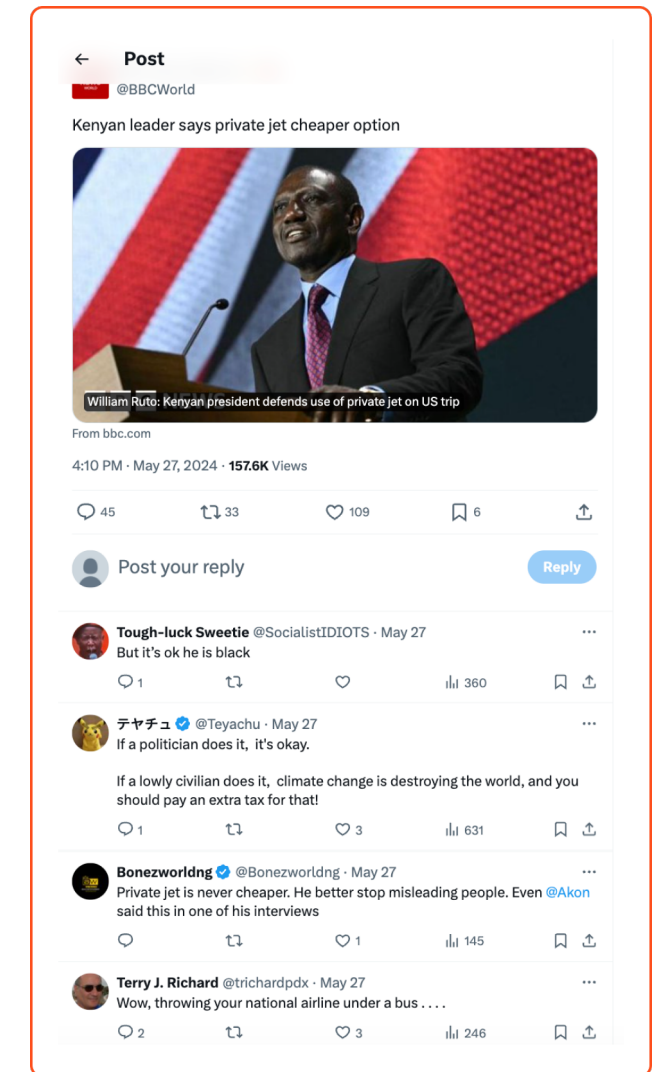 Post
@BBCWorld
Kenyan leader says private jet cheaper option
William Ruto: Kenyan president defends use of private jet on US trip
From bbc.com
4:10 PM · May 27, 2024 · 157.6K Views
45 33 109 6
Post your reply Reply
Tough-luck Sweetie @SocialistIDIOTS · May 27
But it's ok he is black
1 360
テヤチュ @Teyachu · May 27
If a politician does it, it's okay.
If a lowly civilian does it, climate change is destroying the world, and you
should pay an extra tax for that!
1 3 631
Bonezworldng @Bonezworldng · May 27
Private jet is never cheaper. He better stop misleading people. Even @Akon
said this in one of his interviews
1 145
Terry J. Richard @trichardpdx · May 27
Wow, throwing your national airline under a bus . . . .
2 3 246